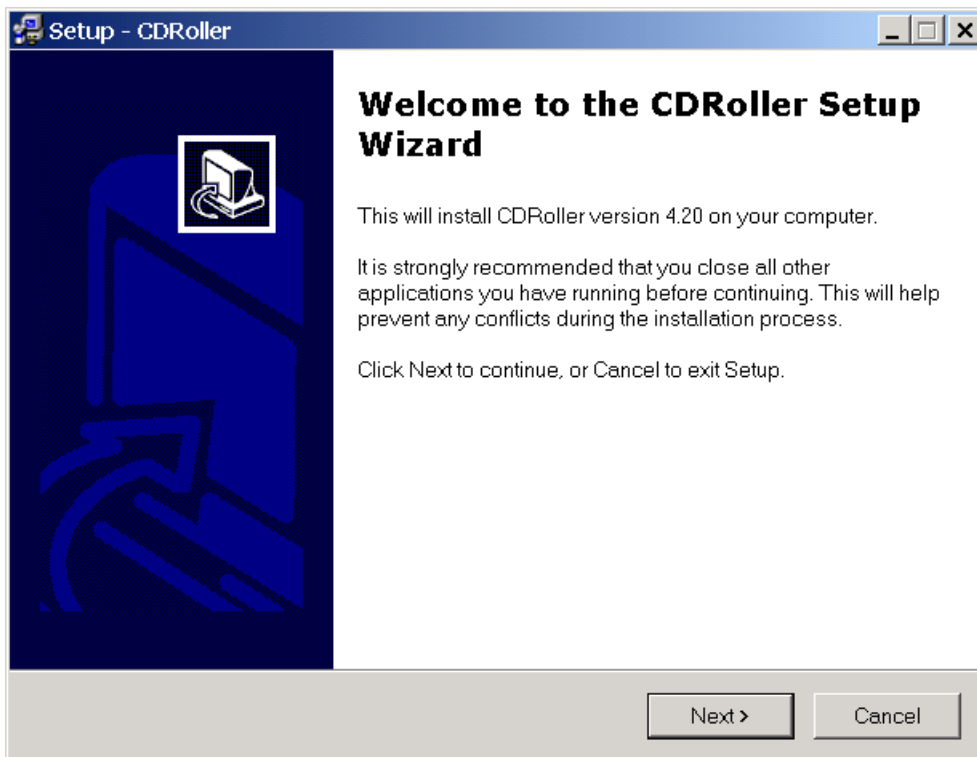 Setup - CDRoller
Welcome to the CDRoller Setup
Wizard
This will install CDRoller version 4.20 on your computer.
It is strongly recommended that you close all other
applications you have running before continuing. This will help
prevent any conflicts during the installation process.
Click Next to continue, or Cancel to exit Setup.
Next >
Cancel